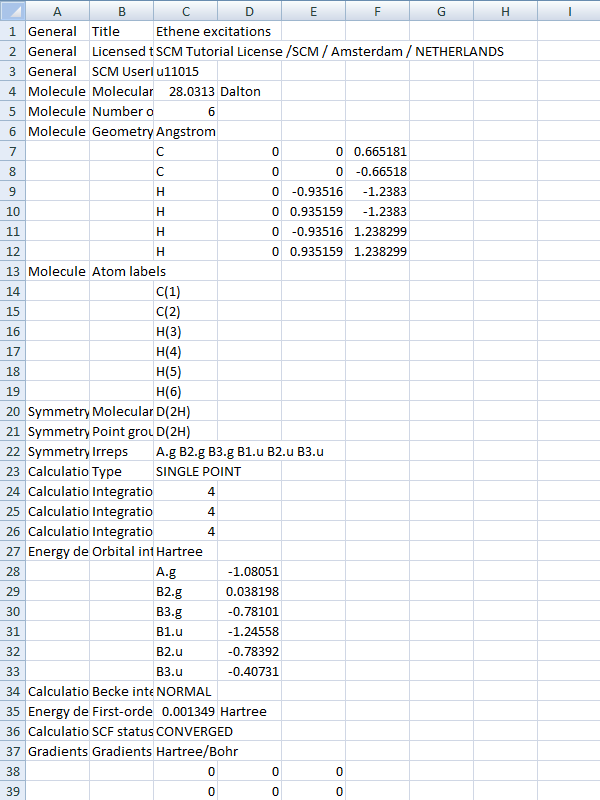 A B C D E F G H I
1 General Title Ethene excitations
2 General Licensed t SCM Tutorial License /SCM / Amsterdam / NETHERLANDS
3 General SCM User u11015
4 Molecule Molecular 28.0313 Dalton
5 Molecule Number o 6
6 Molecule Geometry Angstrom
7 C 0 0 0.665181
8 C 0 0 -0.66518
9 H 0 -0.93516 -1.2383
10 H 0 0.935159 -1.2383
11 H 0 -0.93516 1.238299
12 H 0 0.935159 1.238299
13 Molecule Atom labels
14 C(1)
15 C(2)
16 H(3)
17 H(4)
18 H(5)
19 H(6)
20 Symmetry Molecular D(2H)
21 Symmetry Point grou D(2H)
22 Symmetry Irreps A.g B2.g B3.g B1.u B2.u B3.u
23 Calculatio Type SINGLE POINT
24 Calculatio Integratio 4
25 Calculatio Integratio 4
26 Calculatio Integratio 4
27 Energy de Orbital int Hartree
28 A.g -1.08051
29 B2.g 0.038198
30 B3.g -0.78101
31 B1.u -1.24558
32 B2.u -0.78392
33 B3.u -0.40731
34 Calculatio Becke inte NORMAL
35 Energy de First-orde 0.001349 Hartree
36 Calculatio SCF status CONVERGED
37 Gradients Gradients Hartree/Bohr
38 0 0 0
39 0 0 0